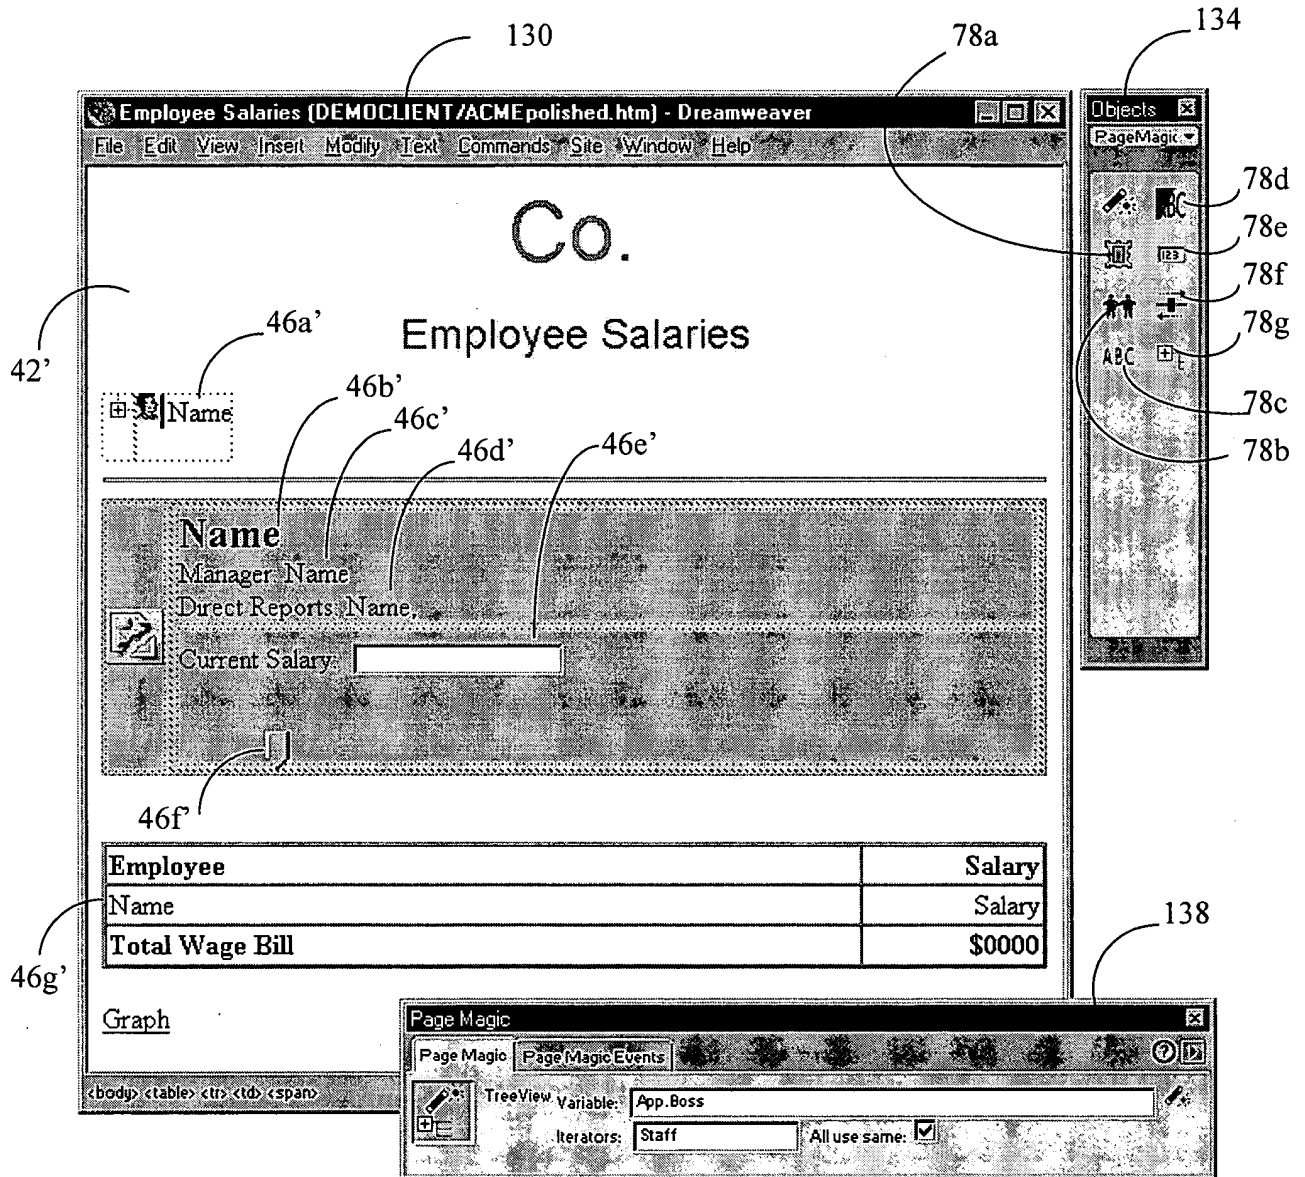 130
78a
134
Employee Salaries (DEMOCLIENT/ACMEpolished.htm) - Dreamweaver
Objects
File Edit View Insert Modify Text Commands Site Window Help
PageMagic
Co.
78d
ABC
78e
123
46a'
78f
Employee Salaries
42'
78g
46b'
ABC
Name
46c'
78c
46d'
46e'
78b
Name
Manager: Name
Direct Reports: Name,
Current Salary:
46f'
Employee Salary
Name Salary
138
Total Wage Bill $0000
46g'
Graph
Page Magic
Page Magic Page Magic Events
<body> <table> <tr> <td> <span>
TreeView Variable: App.Boss
Iterators: Staff All use same: